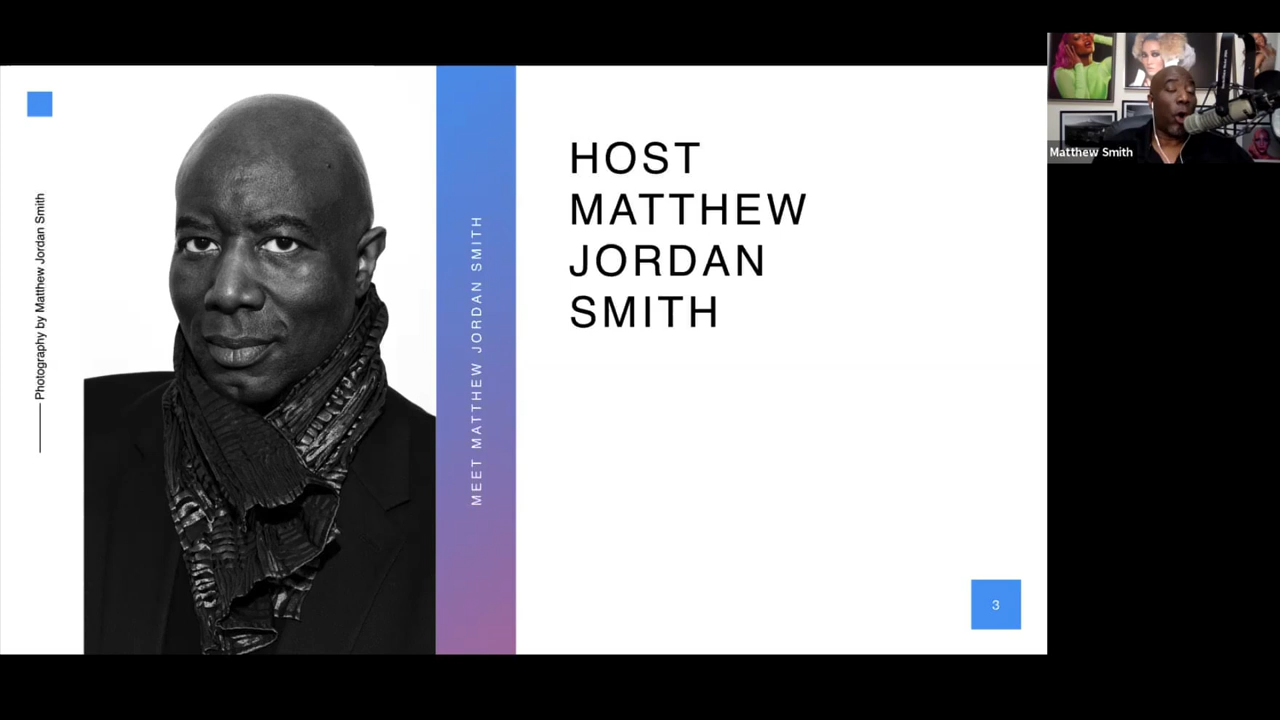 Photography by Matthew Jordan Smith
MEET MATTHEW JORDAN SMITH
HOST
MATTHEW
JORDAN
SMITH
3
Matthew Smith